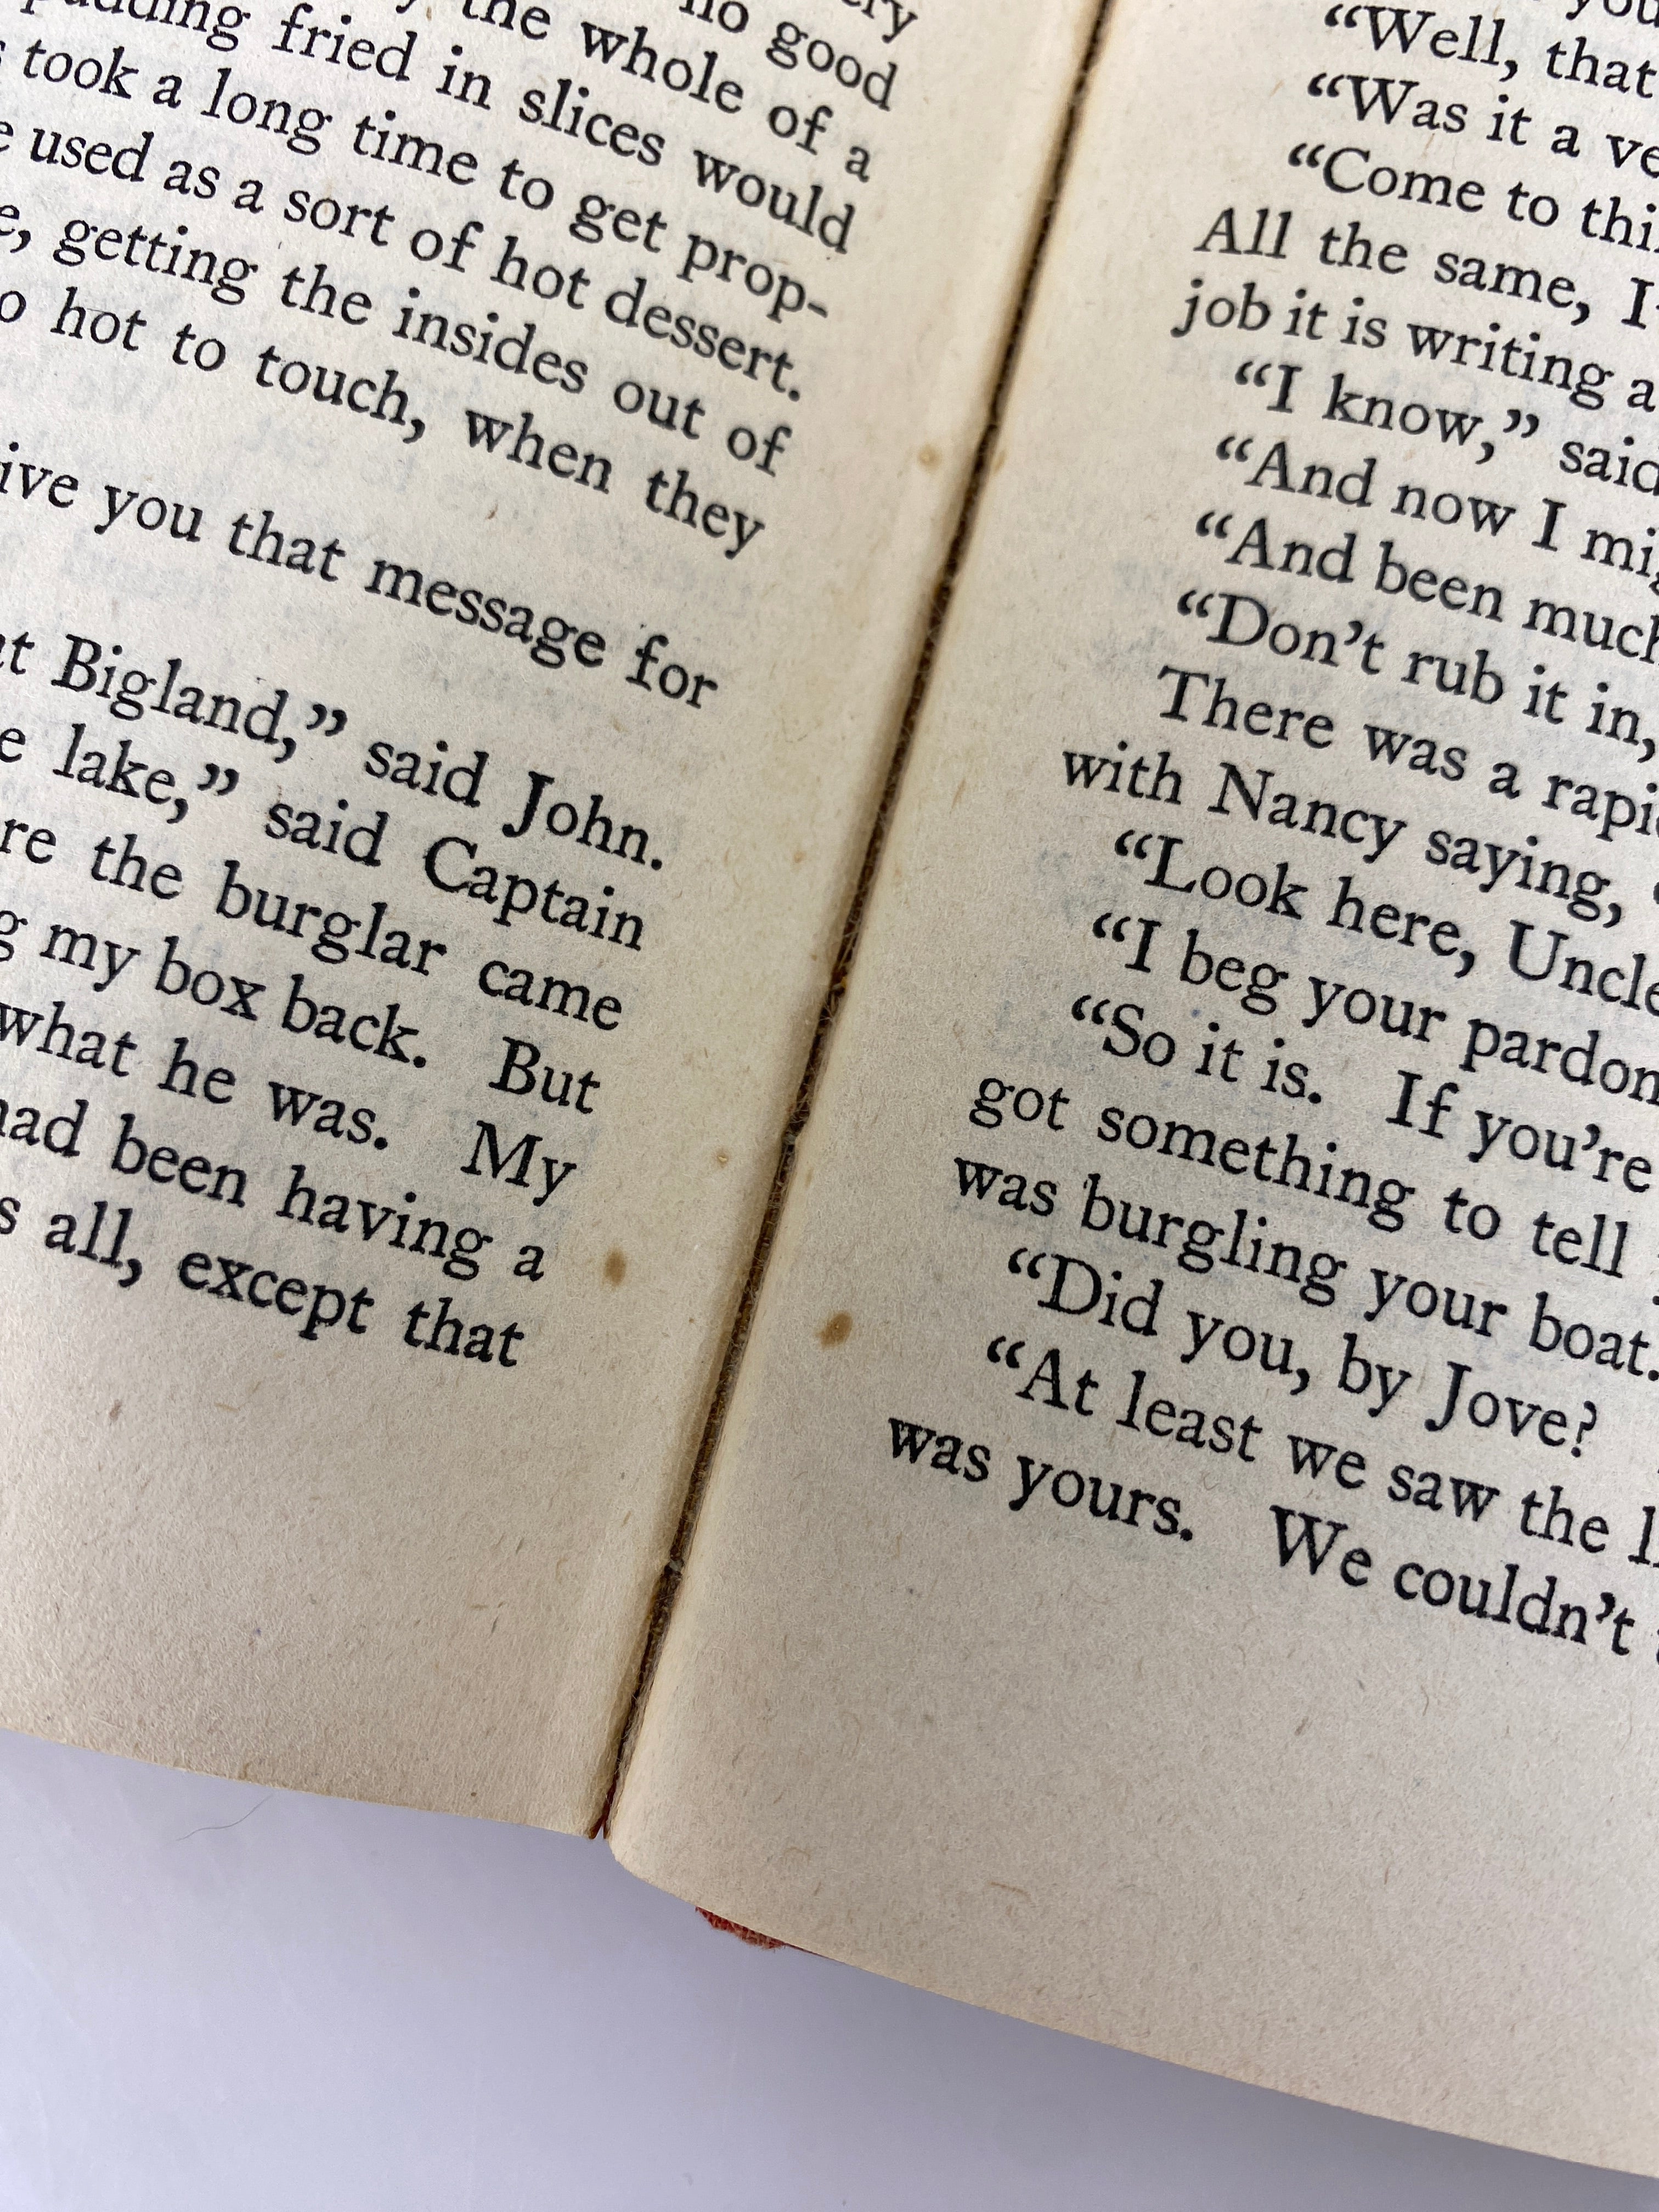 no good
the whole of a
pudding fried in slices would
took a long time to get prop-
used as a sort of hot dessert.
getting the insides out of
hot to touch, when they
you that message for
Bigland,” said John.
lake,” said Captain
the burglar came
my box back. But
what he was. My
had been having a
all, except that
“Well, that
“Was it a
“Come to
All the same,
job it is writing a
“I know,” said
“And now I
“And been much
“Don’t rub it in,
There was a
with Nancy saying,
“Look here, Uncle
“I beg your pardon
“So it is. If you’re
got something to tell
was burgling your boat.
“Did you, by Jove?
“At least we saw the
was yours. We couldn’t